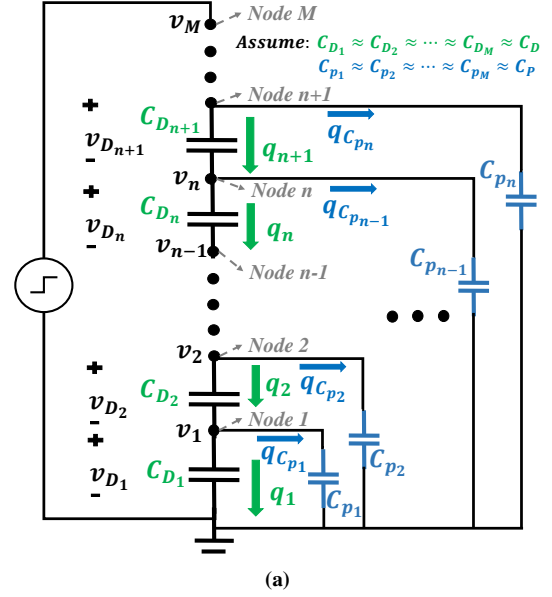 v_M Node M
Assume: C_{D_1} ≈ C_{D_2} ≈ ⋯ ≈ C_{D_M} ≈ C_D
C_{p_1} ≈ C_{p_2} ≈ ⋯ ≈ C_{p_M} ≈ C_P
Node n+1
+ v_{D_{n+1}} -
C_{D_{n+1}}
q_{n+1}
q_{C_{p_n}}
C_{p_n}
v_n Node n
+ v_{D_n} -
C_{D_n}
q_n
q_{C_{p_{n-1}}}
C_{p_{n-1}}
v_{n-1}
Node n-1
v_2 Node 2
+ v_{D_2} -
C_{D_2}
q_2
q_{C_{p_2}}
C_{p_2}
v_1 Node 1
+ v_{D_1} -
C_{D_1}
q_1
q_{C_{p_1}}
C_{p_1}
(a)